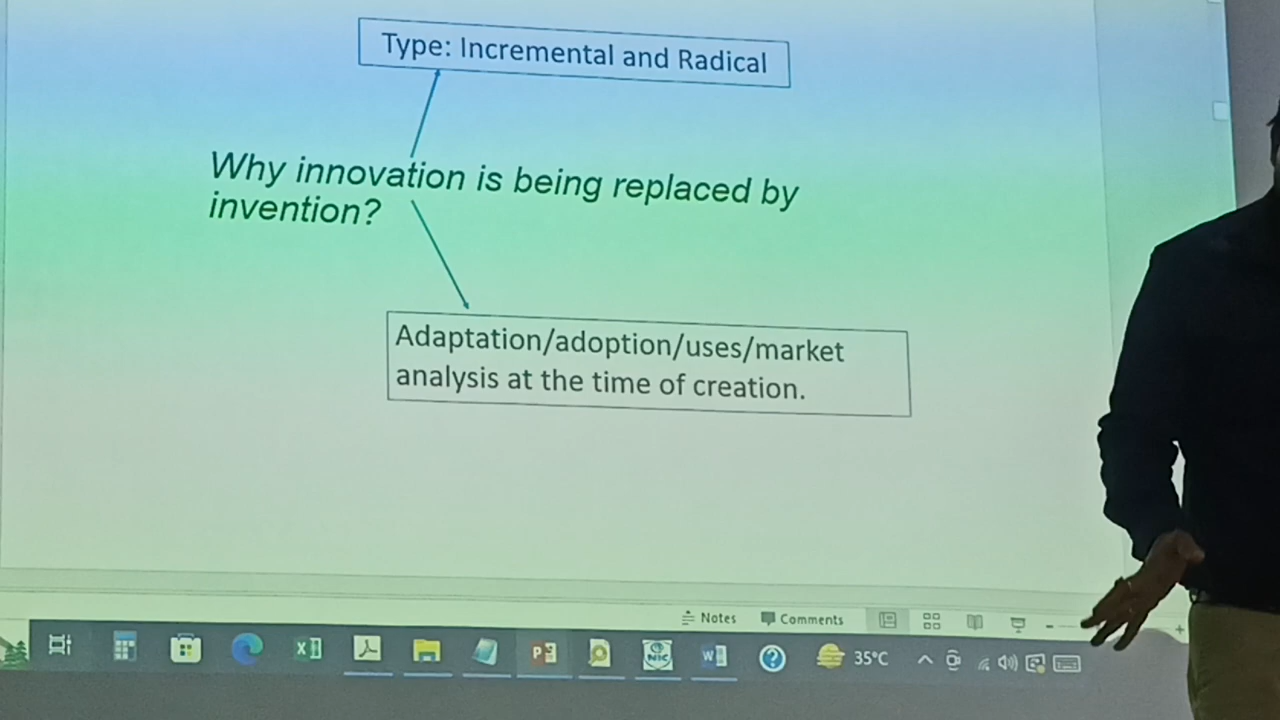 Type: Incremental and Radical
Why innovation is being replaced by
invention?
Adaptation/adoption/uses/market
analysis at the time of creation.
Notes
Comments
NIC
35°C